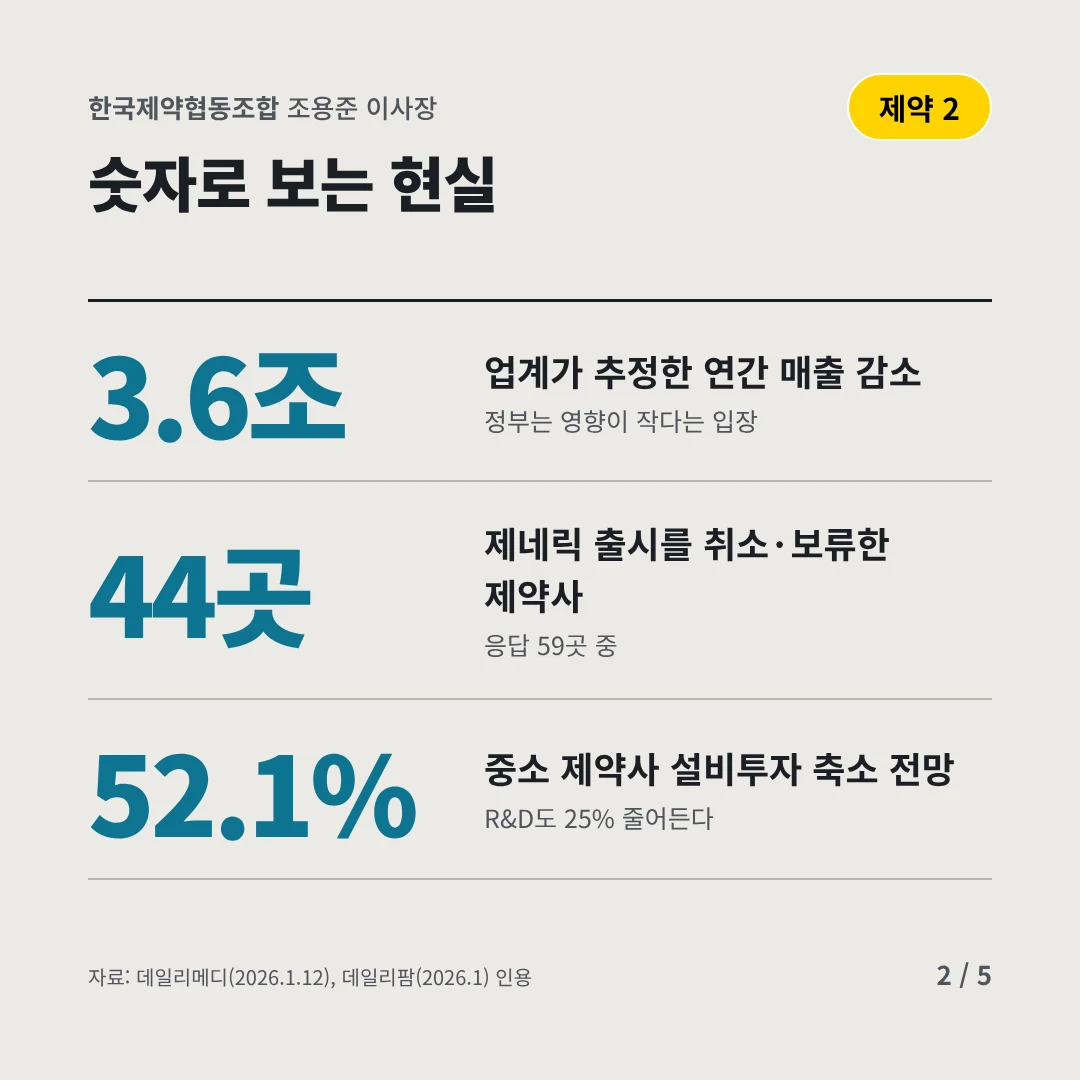 한국제약협동조합 조용준 이사장
제약 2
숫자로 보는 현실
3.6조
업계가 추정한 연간 매출 감소
정부는 영향이 작다는 입장
44곳
제네릭 출시를 취소·보류한
제약사
응답 59곳 중
52.1%
중소 제약사 설비투자 축소 전망
R&D도 25% 줄어든다
자료: 데일리메디(2026.1.12), 데일리팜(2026.1) 인용
2 / 5